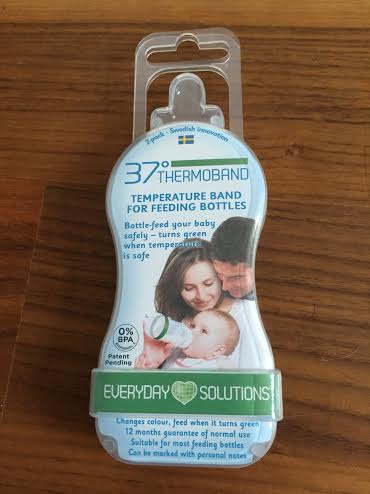 2-pack · Swedish innovation
37° THERMOBAND
TEMPERATURE BAND
FOR FEEDING BOTTLES
Bottle-feed your baby
safely – turns green
when temperature
is safe
0%
BPA
Patent
Pending
EVERYDAY SOLUTIONS
Changes colour, feed when it turns green
12 months guarantee of normal use
Suitable for most feeding bottles
Can be marked with personal notes